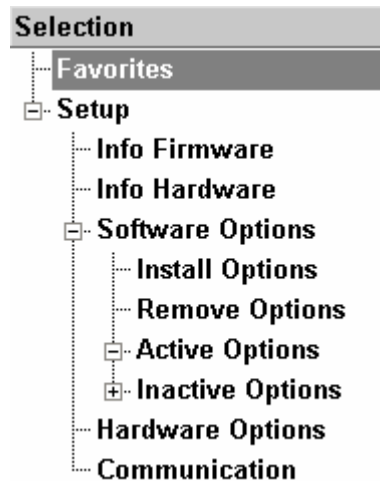 Selection
Favorites
Setup
Info Firmware
Info Hardware
Software Options
Install Options
Remove Options
Active Options
Inactive Options
Hardware Options
Communication